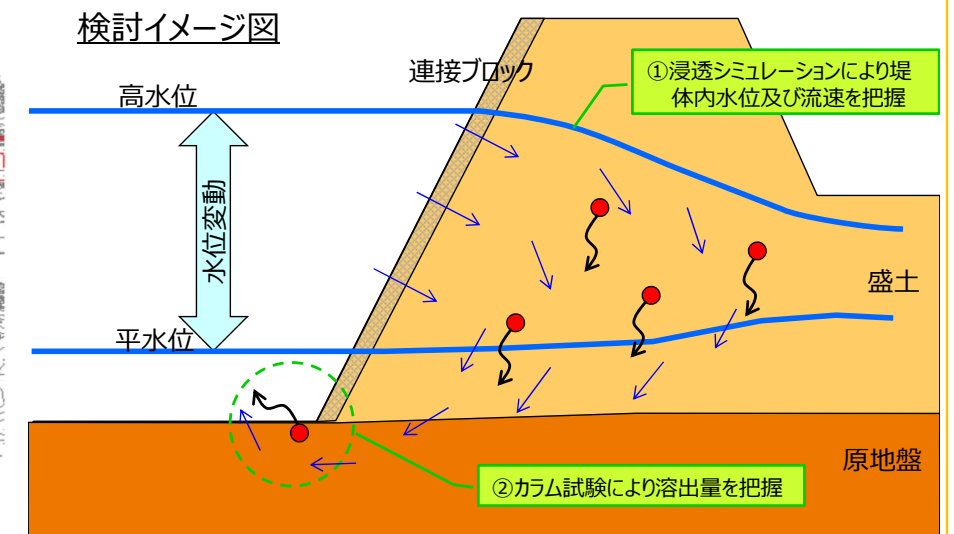 検討イメージ図
連接ブロック
①浸透シミュレーションにより堤
体内水位及び流速を把握
高水位
水位変動
盛土
平水位
原地盤
②カラム試験により溶出量を把握